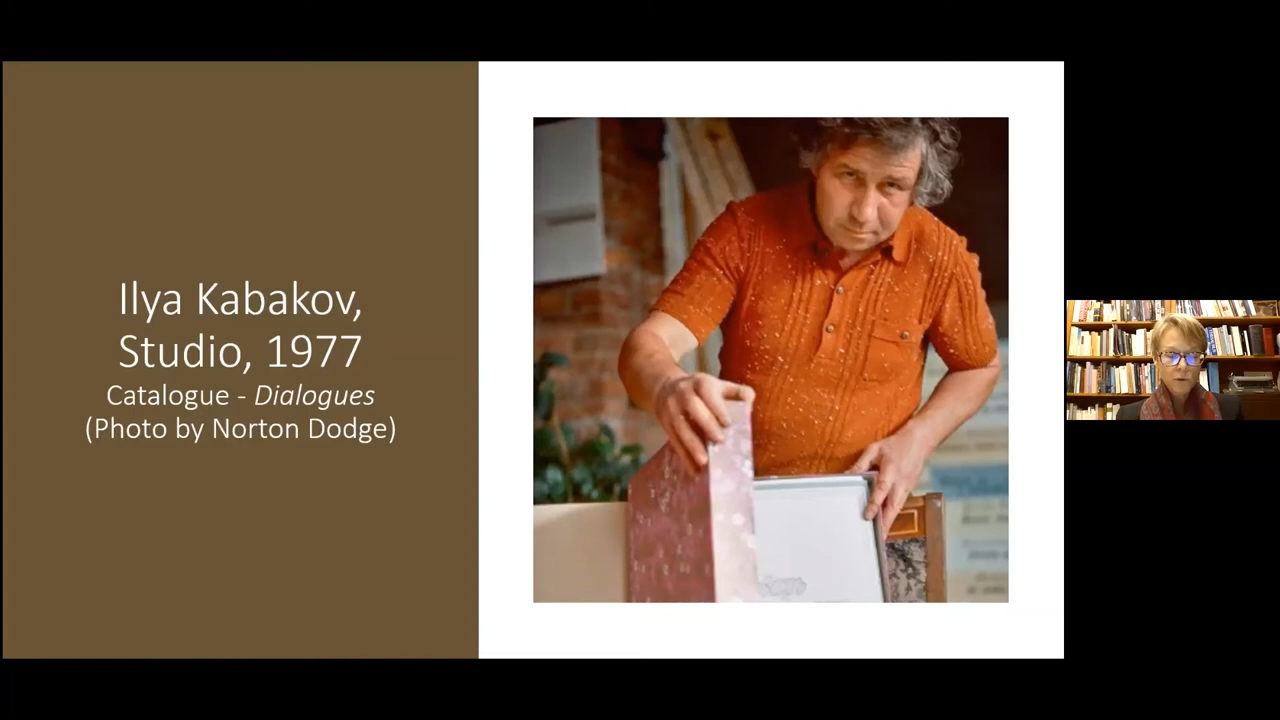 Ilya Kabakov,
Studio, 1977
Catalogue - Dialogues
(Photo by Norton Dodge)